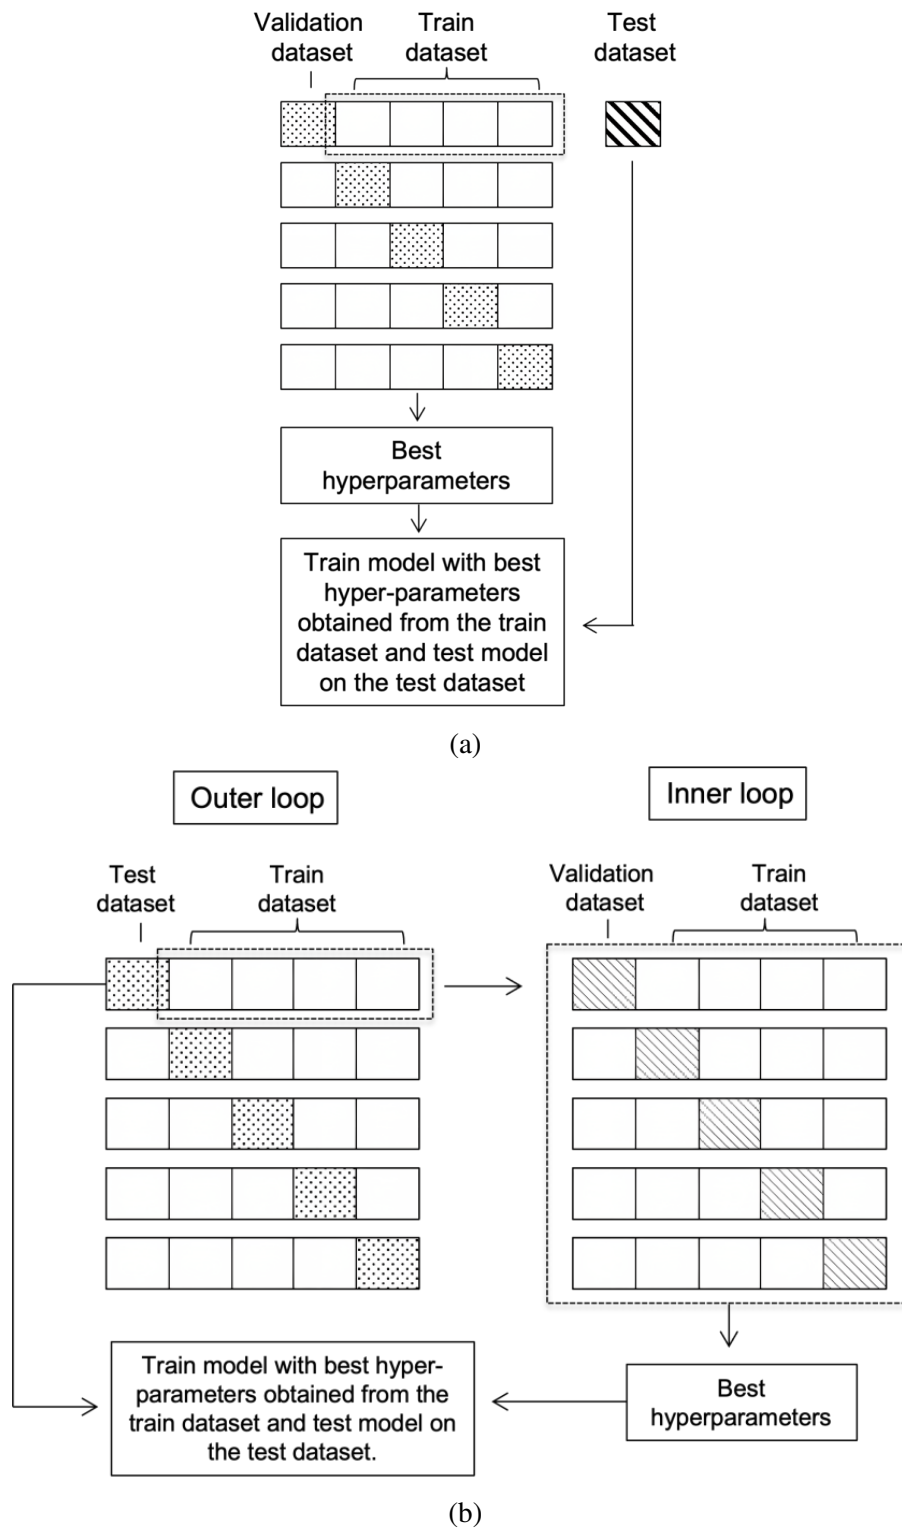 Validation
dataset
Train
dataset
Test
dataset
Best
hyperparameters
Train model with best
hyper-parameters
obtained from the train
dataset and test model
on the test dataset
(a)
Outer loop
Inner loop
Test
dataset
Train
dataset
Validation
dataset
Train
dataset
Train model with best hyper-
parameters obtained from the
train dataset and test model on
the test dataset.
Best
hyperparameters
(b)